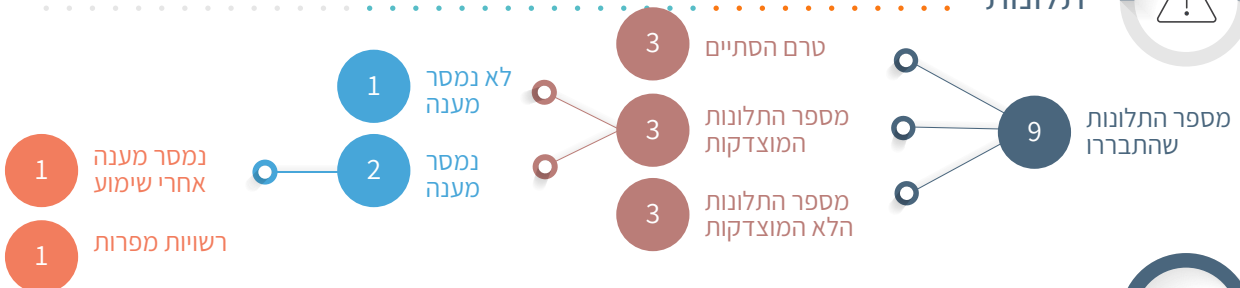 תלונות
מספר התלונות
שהתבררו
9
טרם הסתיים
3
מספר התלונות
המוצדקות
3
מספר התלונות
הלא המוצדקות
3
לא נמסר
מענה
1
נמסר
מענה
2
נמסר מענה
אחרי שימוע
1
רשויות מפרות
1